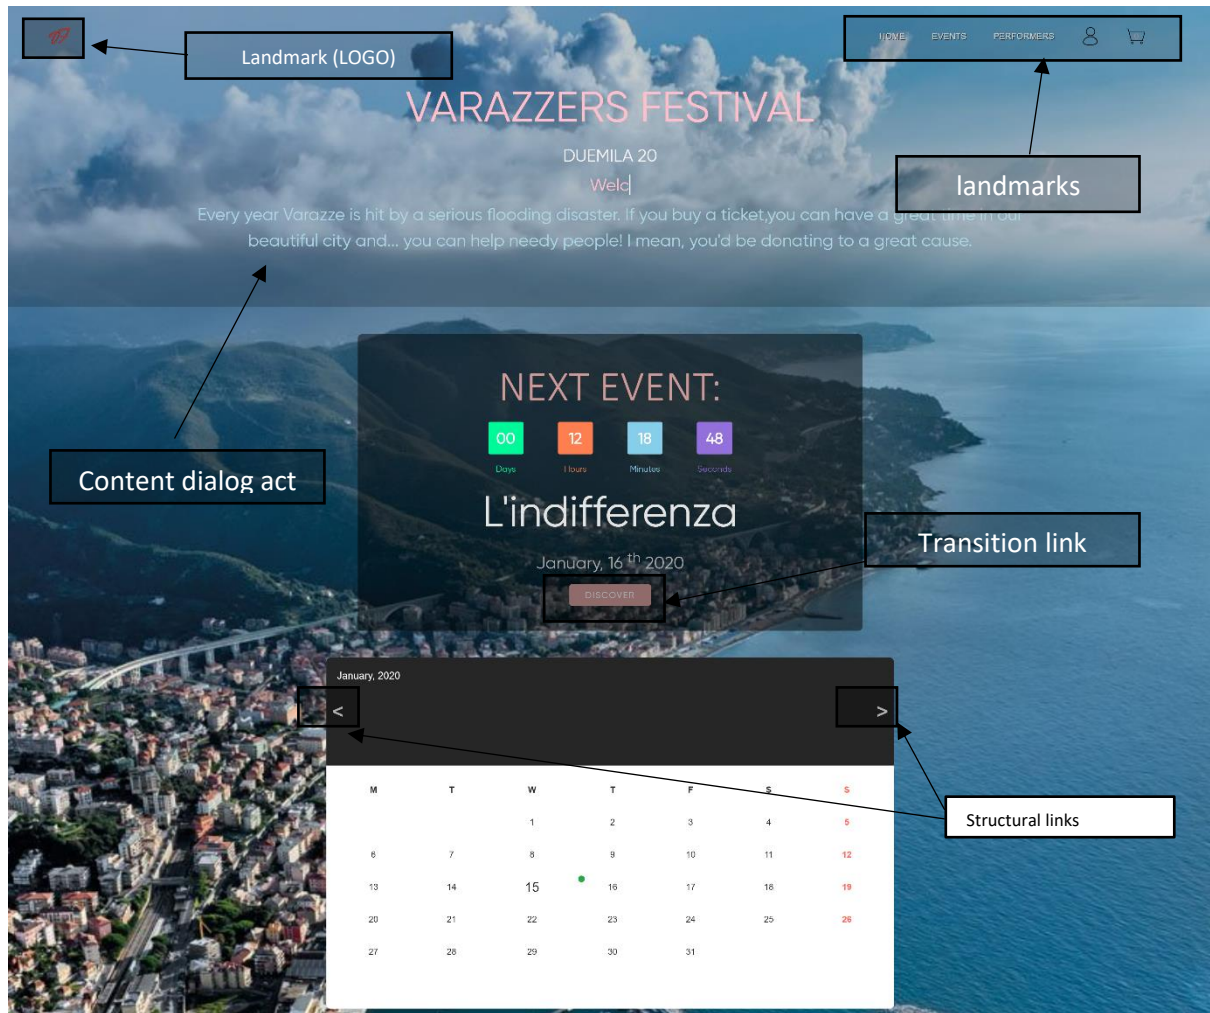 VF
Landmark (LOGO)
HOME EVENTS PERFORMERS
VARAZZERS FESTIVAL
DUEMILA 20
Welc
landmarks
Every year Varazze is hit by a serious flooding disaster. If you buy a ticket,you can have a great time in our
beautiful city and... you can help needy people! I mean, you'd be donating to a great cause.
NEXT EVENT:
00 12 18 48
Days Hours Minutes Seconds
Content dialog act
L'indifferenza
Transition link
January, 16 th 2020
DISCOVER
January, 2020
< >
M T W T F S S
1 2 3 4 5
Structural links
6 7 8 9 10 11 12
13 14 15 16 17 18 19
20 21 22 23 24 25 26
27 28 29 30 31